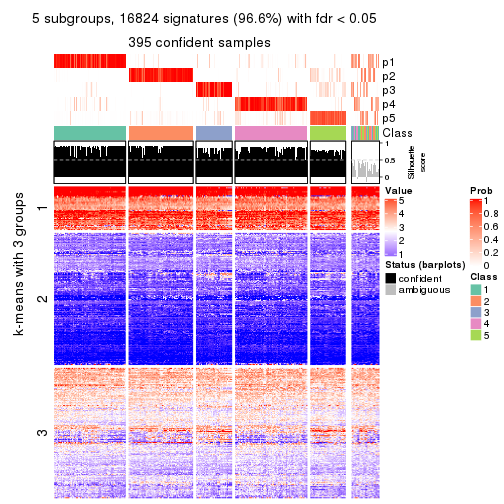 5 subgroups, 16824 signatures (96.6%) with fdr < 0.05
395 confident samples
p1
p2
p3
p4
p5
Class
1
0.5
0
Silhouette
score
k-means with 3 groups
1
2
3
Value
5
4
3
2
1
Status (barplots)
confident
ambiguous
Prob
1
0.8
0.6
0.4
0.2
0
Class
1
2
3
4
5